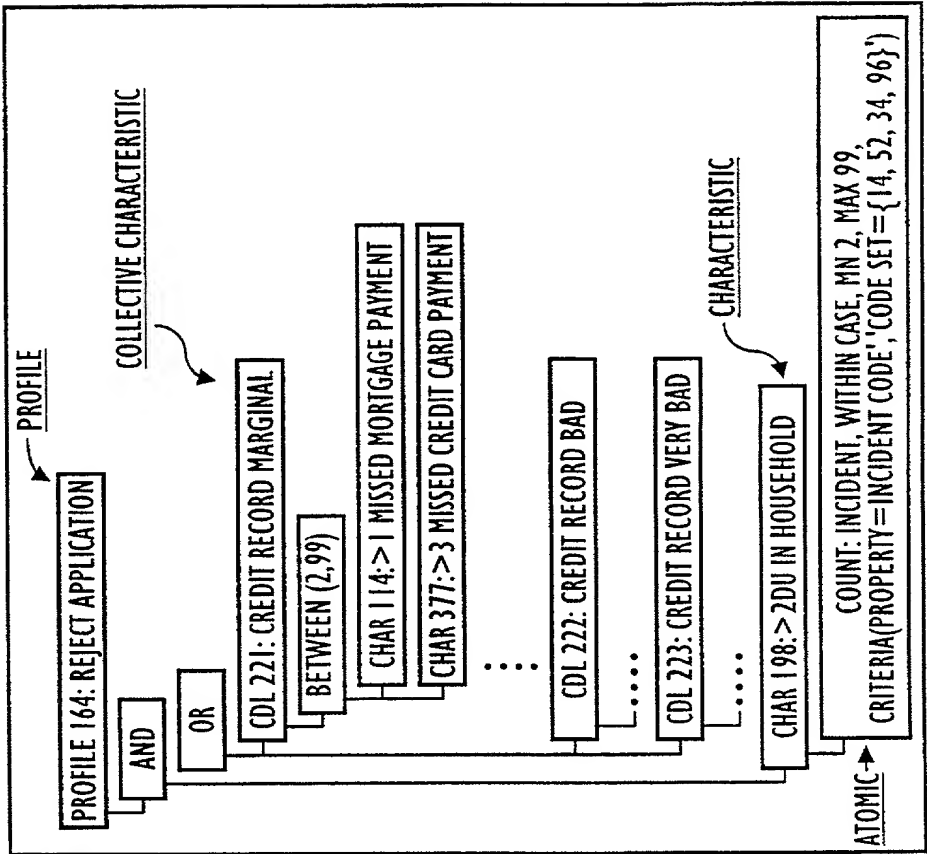 PROFILE
PROFILE 164: REJECT APPLICATION
AND
OR
COLLECTIVE CHARACTERISTIC
CDL 221: CREDIT RECORD MARGINAL
BETWEEN (2,99)
CHAR 114:>1 MISSED MORTGAGE PAYMENT
CHAR 377:>3 MISSED CREDIT CARD PAYMENT
....
CDL 222: CREDIT RECORD BAD
....
CDL 223: CREDIT RECORD VERY BAD
....
CHARACTERISTIC
CHAR 198:>2DU IN HOUSEHOLD
ATOMIC
COUNT: INCIDENT, WITHIN CASE, MN 2, MAX 99,
CRITERIA(PROPERTY=INCIDENT CODE','CODE SET={14, 52, 34, 96}')